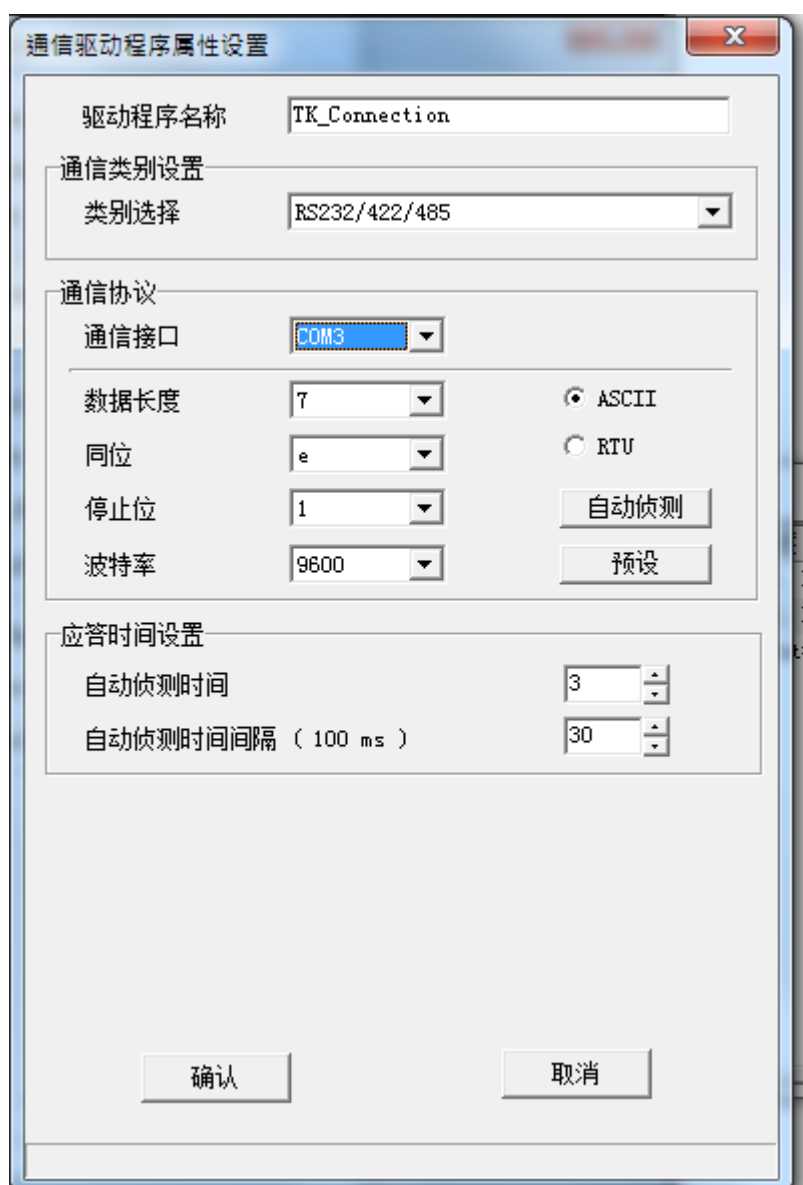 通信驱动程序属性设置
驱动程序名称 TK_Connection
通信类别设置
类别选择 RS232/422/485
通信协议
通信接口 COM3
数据长度 7 ASCII
同位 e RTU
停止位 1 自动侦测
波特率 9600 预设
应答时间设置
自动侦测时间 3
自动侦测时间间隔 ( 100 ms ) 30
确认 取消